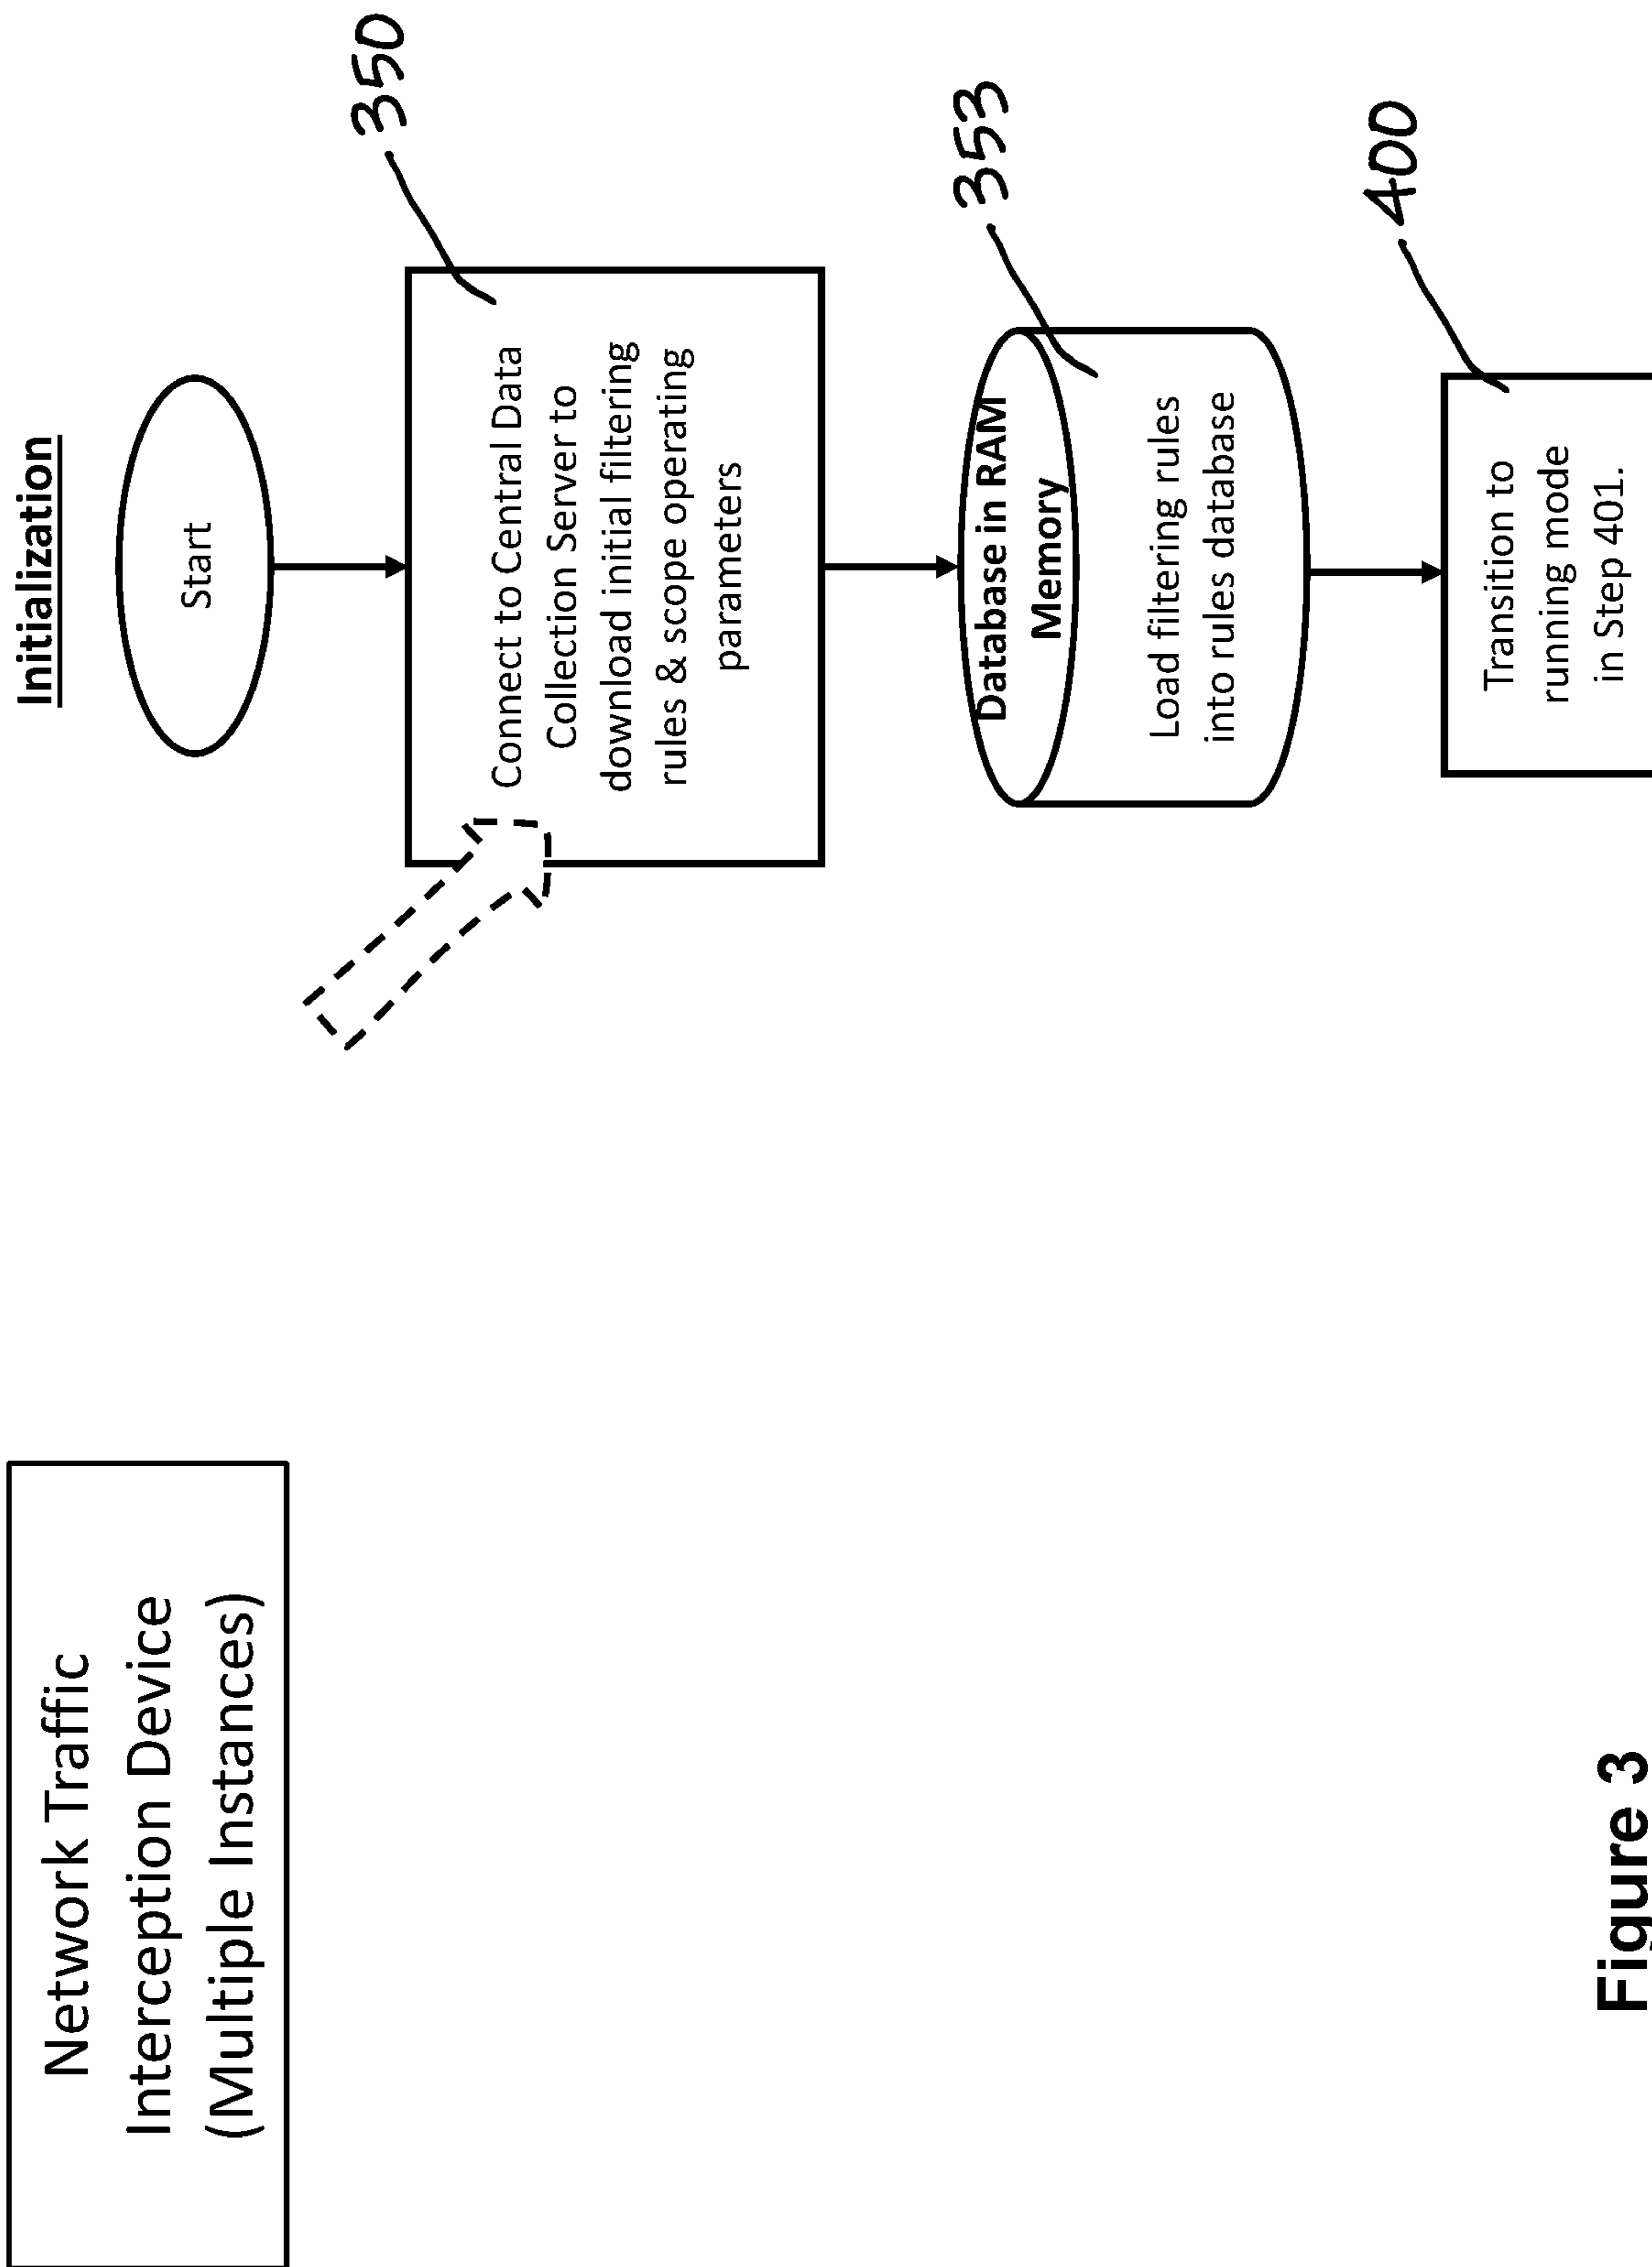 Network Traffic
Interception Device
(Multiple Instances)
Initialization
Start
350
Connect to Central Data
Collection Server to
download initial filtering
rules & scope operating
parameters
353
Database in RAM
Memory
Load filtering rules
into rules database
400
Transition to
running mode
in Step 401.
Figure 3